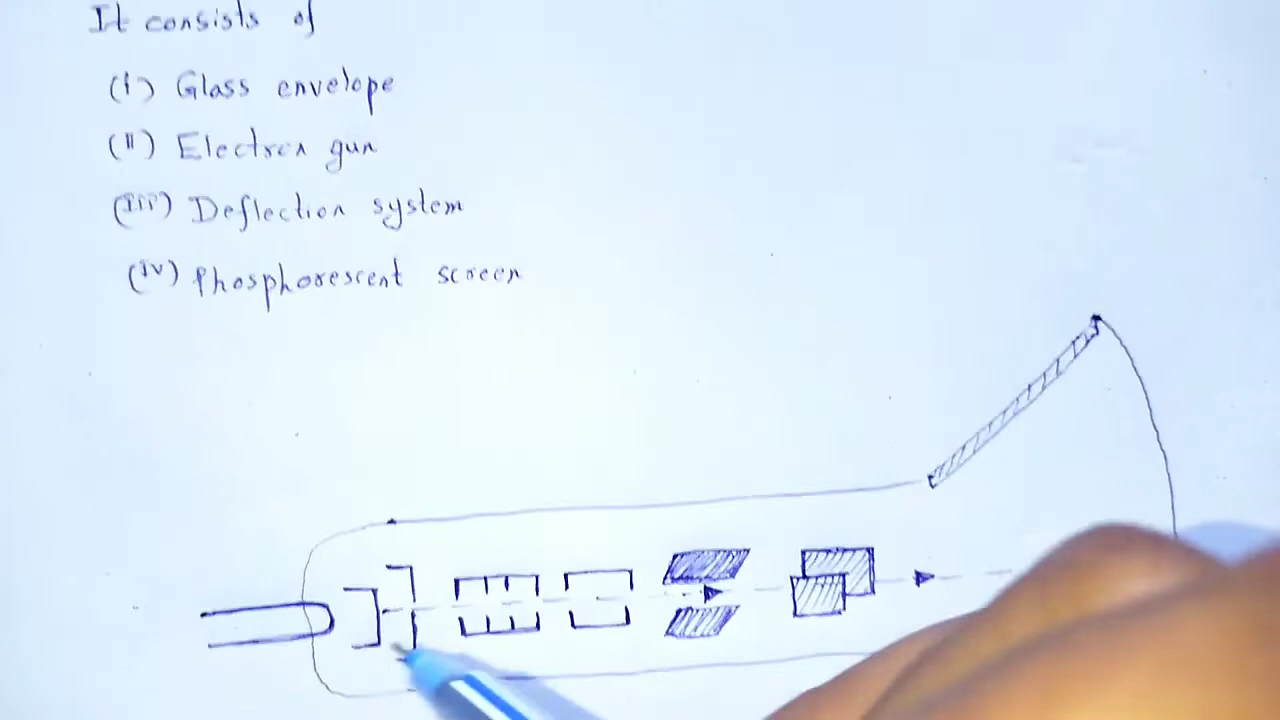 It consists of
(i) Glass envelope
(ii) Electron gun
(iii) Deflection system
(iv) Phosphorescent screen